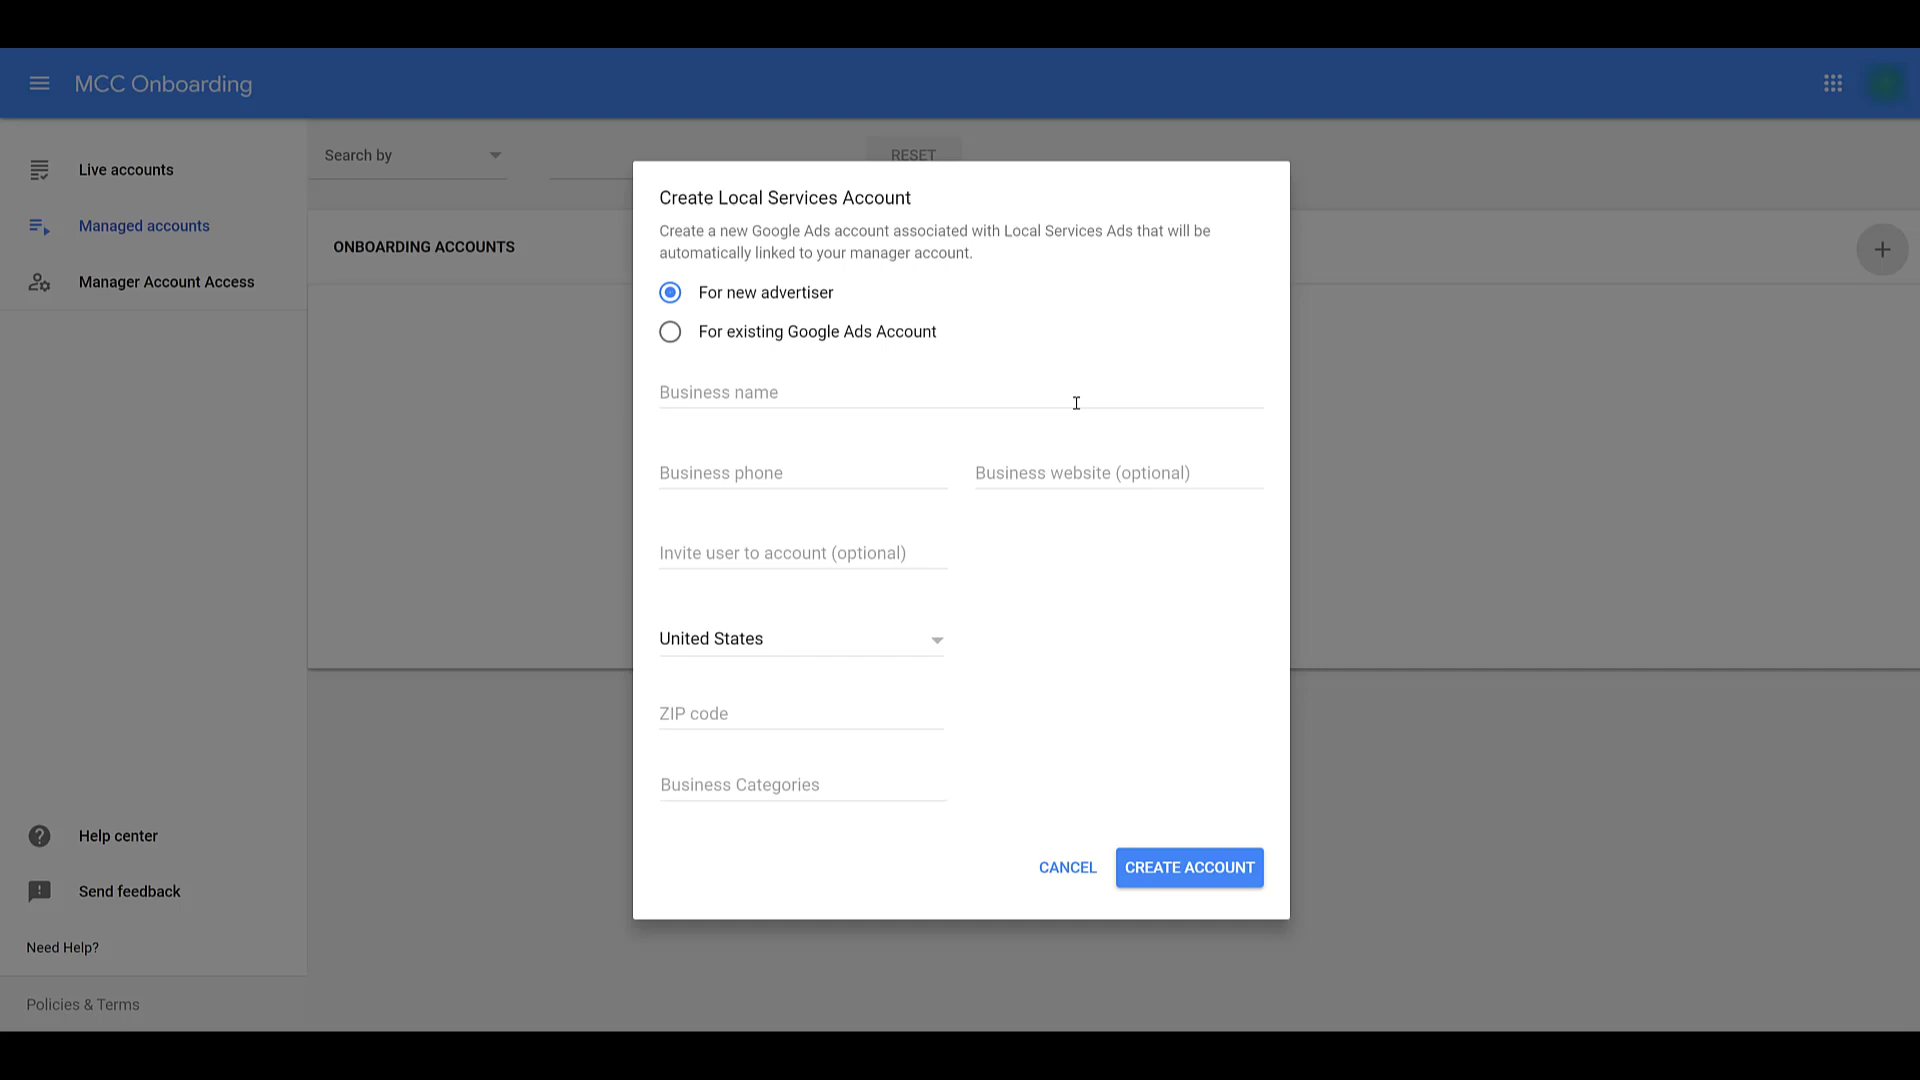 MCC Onboarding
Live accounts
Managed accounts
Manager Account Access
Search by
RESET
ONBOARDING ACCOUNTS
Create Local Services Account
Create a new Google Ads account associated with Local Services Ads that will be
automatically linked to your manager account.
For new advertiser
For existing Google Ads Account
Business name
Business phone
Business website (optional)
Invite user to account (optional)
United States
ZIP code
Business Categories
CANCEL
CREATE ACCOUNT
Help center
Send feedback
Need Help?
Policies & Terms